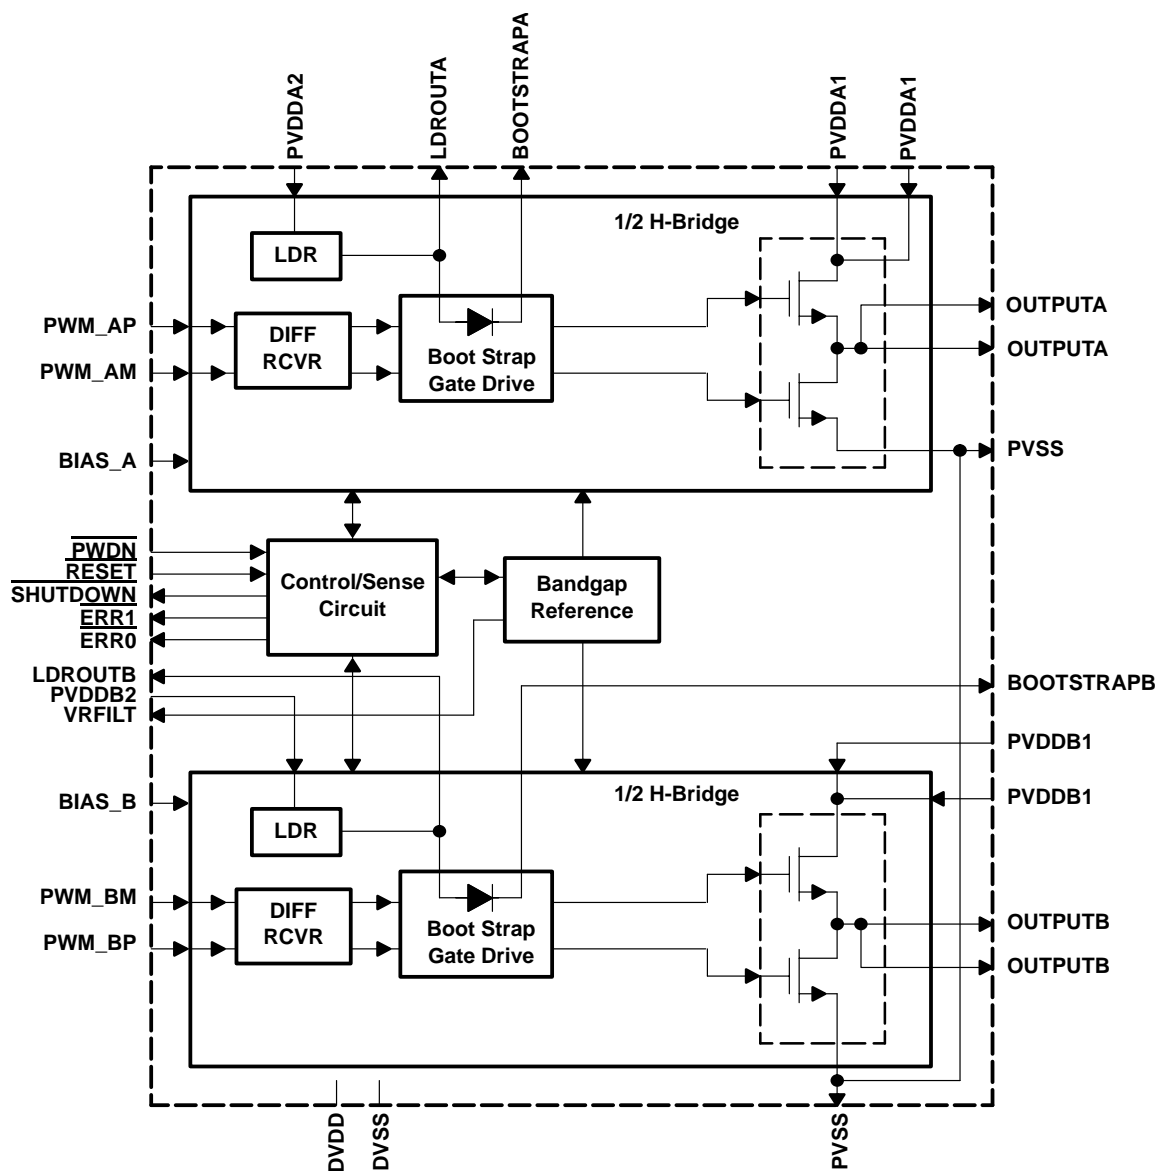 PVDDA2
LDROUTA
BOOTSTRAPA
PVDDA1
PVDDA1
1/2 H-Bridge
LDR
OUTPUTA
PWM_AP
DIFF
RCVR
Boot Strap
Gate Drive
OUTPUTA
PWM_AM
BIAS_A
PVSS
PWDN
RESET
SHUTDOWN
ERR1
ERR0
Control/Sense
Circuit
Bandgap
Reference
LDROUTB
PVDDB2
VRFILT
BOOTSTRAPB
PVDDB1
BIAS_B
1/2 H-Bridge
PVDDB1
LDR
PWM_BM
DIFF
RCVR
Boot Strap
Gate Drive
OUTPUTB
PWM_BP
OUTPUTB
DVDD
DVSS
PVSS